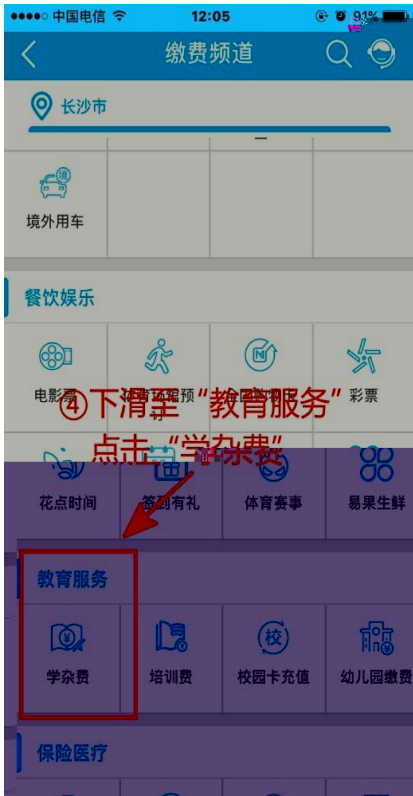 中国电信 12:05 91%
缴费频道
长沙市
境外用车
餐饮娱乐
电影票 彩票
④下滑至“教育服务”
点击“学杂费”
花点时间 签到有礼 体育赛事 易果生鲜
教育服务
学杂费 培训费 校园卡充值 幼儿园缴费
保险医疗